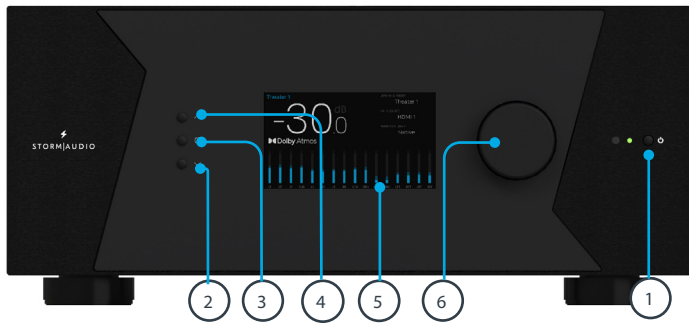 Theater 1
-30.0
dB
Theater 1
HDMI 1
Dolby Atmos
Native
STORM|AUDIO
2
3
4
5
6
1